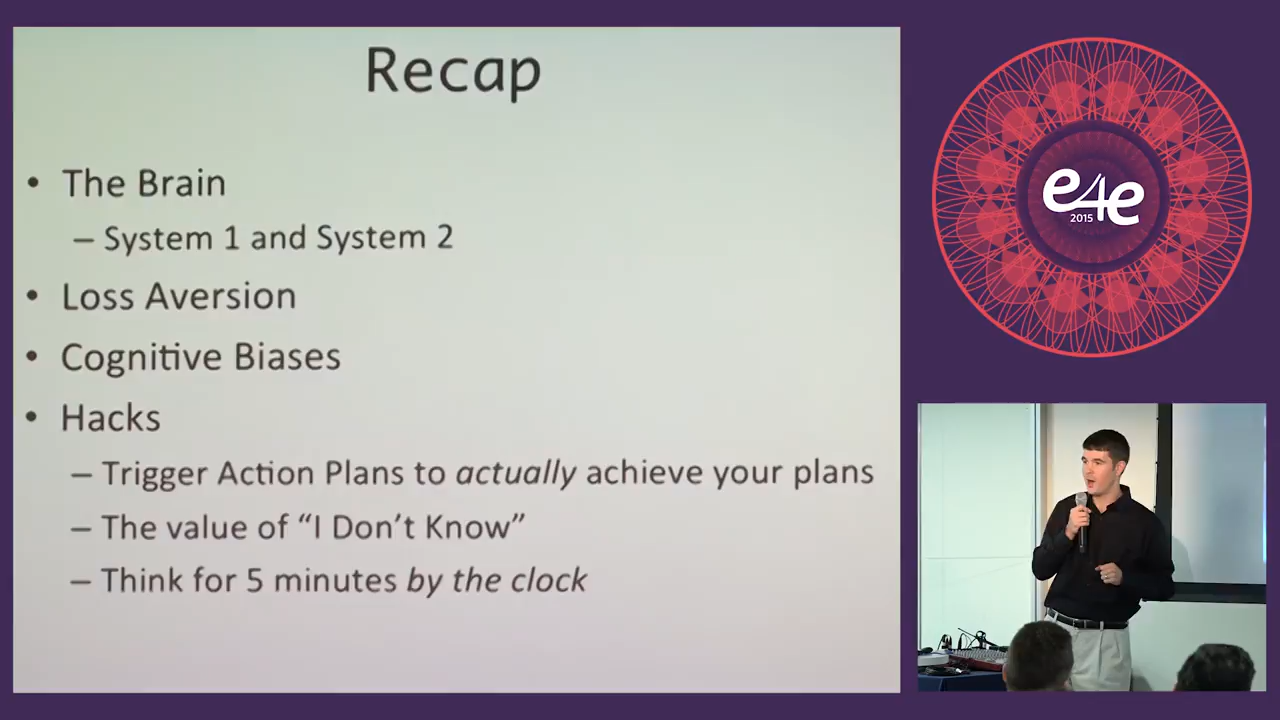 Recap
• The Brain
– System 1 and System 2
• Loss Aversion
• Cognitive Biases
• Hacks
– Trigger Action Plans to actually achieve your plans
– The value of “I Don’t Know”
– Think for 5 minutes by the clock
e4e
2015